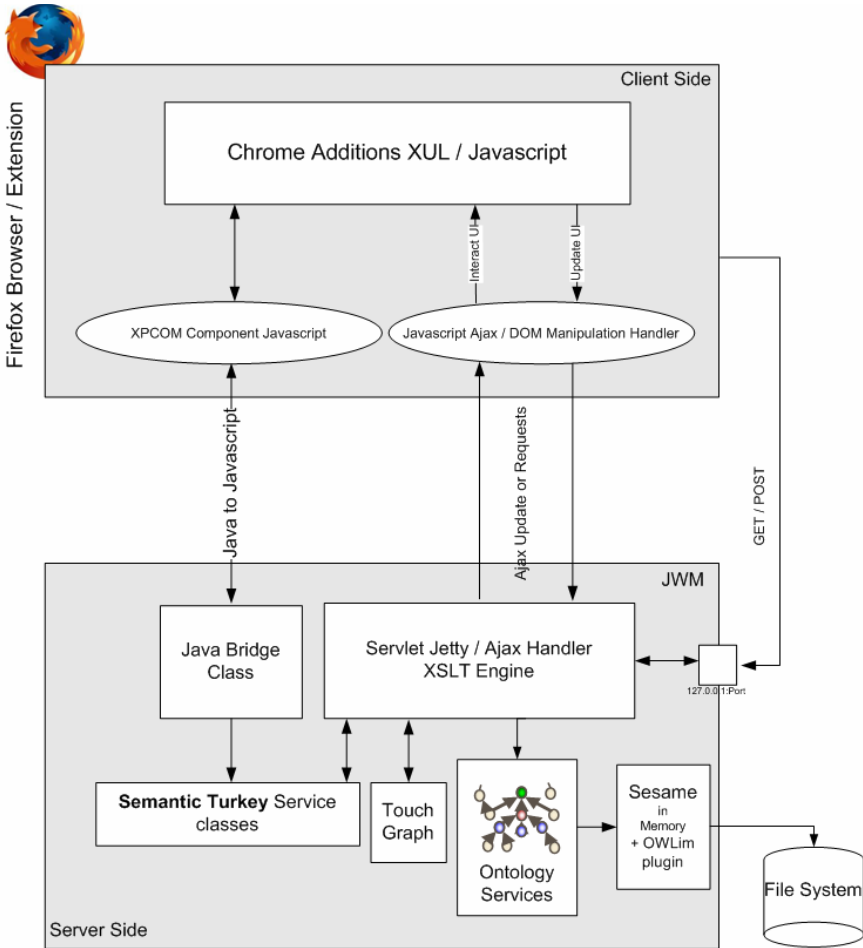 Client Side
Firefox Browser / Extension
Chrome Additions XUL / Javascript
Interact UI
Update UI
XPCOM Component Javascript
Javascript Ajax / DOM Manipulation Handler
Java to Javascript
Ajax Update or Requests
GET / POST
JWM
Java Bridge
Class
Servlet Jetty / Ajax Handler
XSLT Engine
127.0.0.1:Port
Semantic Turkey Service
classes
Touch
Graph
Ontology
Services
Sesame
in
Memory
+ OWLim
plugin
File System
Server Side